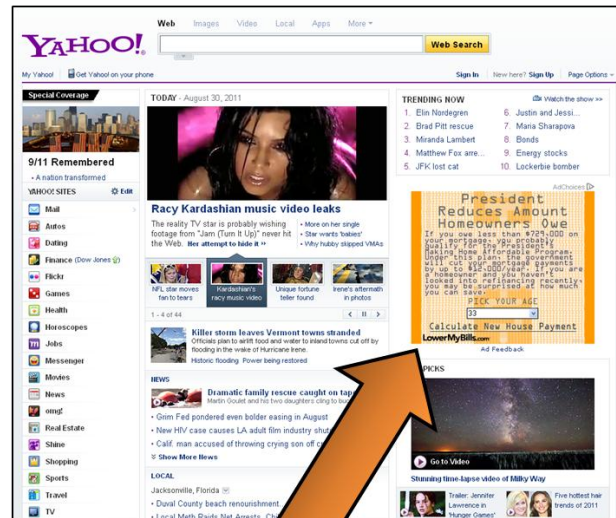 Web Images Video Local Apps More
YAHOO!
Web Search
My Yahoo! Get Yahoo! on your phone
Sign In New here? Sign Up Page Options
Special Coverage
9/11 Remembered
A nation transformed
YAHOO! SITES Edit
Mail
Autos
Dating
Finance (Dow Jones)
Flickr
Games
Health
Horoscopes
Jobs
Messenger
Movies
News
omg!
Real Estate
Shine
Shopping
Sports
Travel
TV
TODAY - August 30, 2011
Racy Kardashian music video leaks
The reality TV star is probably wishing
footage from "Jam (Turn It Up)" never hit
the Web. Her attempt to hide it »
• More on her single
• Star wants 'babies'
• Why hubby skipped VMAs
NFL star moves
fan to tears
Kardashian's
racy music video
Unique fortune
teller found
Irene's aftermath
in photos
1 - 4 of 44
Killer storm leaves Vermont towns stranded
Officials plan to airlift food and water to inland towns cut off by
flooding in the wake of Hurricane Irene.
Historic flooding Power being restored
NEWS
Dramatic family rescue caught on tap
Martin Goulet and his two daughters cling to
• Grim Fed pondered even bolder easing in August
• New HIV case causes LA adult film industry
• Calif. man accused of throwing crying son off
Show More News
LOCAL
Jacksonville, Florida
• Duval County beach renourishment
• Local Meth Raids Net Arrests,
TRENDING NOW Watch the show >>
1. Elin Nordegren
2. Brad Pitt rescue
3. Miranda Lambert
4. Matthew Fox arre...
5. JFK lost cat
6. Justin and Jessi...
7. Maria Sharapova
8. Bonds
9. Energy stocks
10. Lockerbie bomber
AdChoices
President
Reduces Amount
Homeowners Owe
If you owe less than $729,000 on
your mortgage, you probably
Qualify for the President's
Making Home Affordable Program.
Under this plan, the government
will cut your mortgage payments
by up to $12,000/year. If you are
a homeowner and you haven't
looked into refinancing recently,
you may be surprised at how much
you can save.
PICK YOUR AGE
33
Calculate New House Payment
LowerMyBills.com
Ad Feedback
PICKS
Go to Video
Stunning time-lapse video of Milky Way
Trailer: Jennifer
Lawrence in
'Hunger Games'
Five hottest hair
trends of 2011